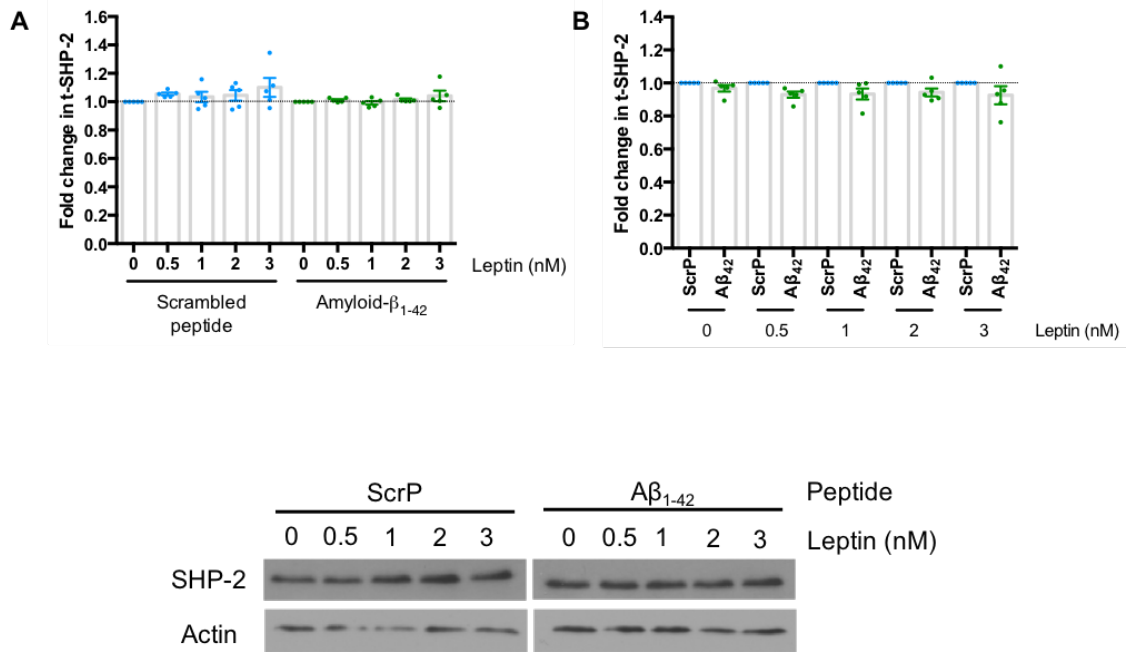 A
Fold change in t-SHP-2
1.6
1.4
1.2
1.0
0.8
0.6
0.4
0.2
0.0
0 0.5 1 2 3 0 0.5 1 2 3 Leptin (nM)
Scrambled
peptide
Amyloid-β1-42
B
Fold change in t-SHP-2
1.4
1.2
1.0
0.8
0.6
0.4
0.2
0.0
ScrP Aβ42 ScrP Aβ42 ScrP Aβ42 ScrP Aβ42 ScrP Aβ42
0 0.5 1 2 3 Leptin (nM)
ScrP Aβ1-42 Peptide
0 0.5 1 2 3 0 0.5 1 2 3 Leptin (nM)
SHP-2
Actin